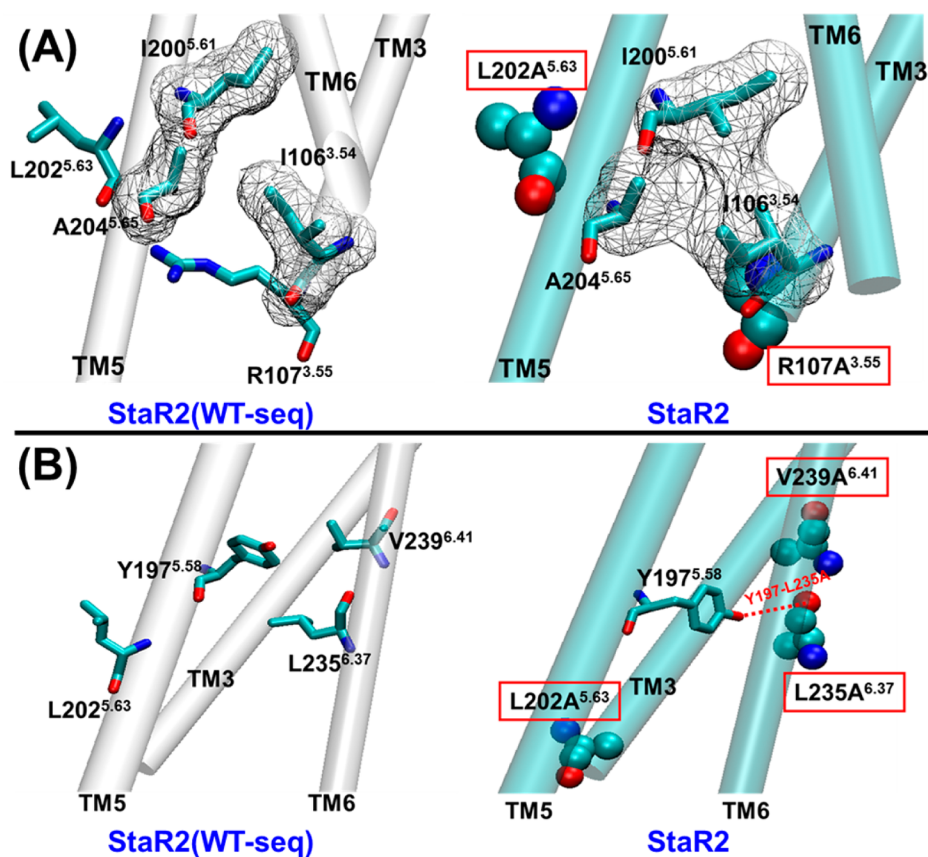 (A)
I200^5.61
TM3
TM6
L202^5.63
I106^3.54
A204^5.65
R107^3.55
TM5
StaR2(WT-seq)
I200^5.61
TM6
TM3
L202A^5.63
I106^3.54
A204^5.65
TM5
R107A^3.55
StaR2
(B)
Y197^5.58
V239^6.41
L235^6.37
TM3
L202^5.63
TM5
TM6
StaR2(WT-seq)
V239A^6.41
Y197^5.58
Y197-L235A
TM3
L202A^5.63
L235A^6.37
TM5
TM6
StaR2